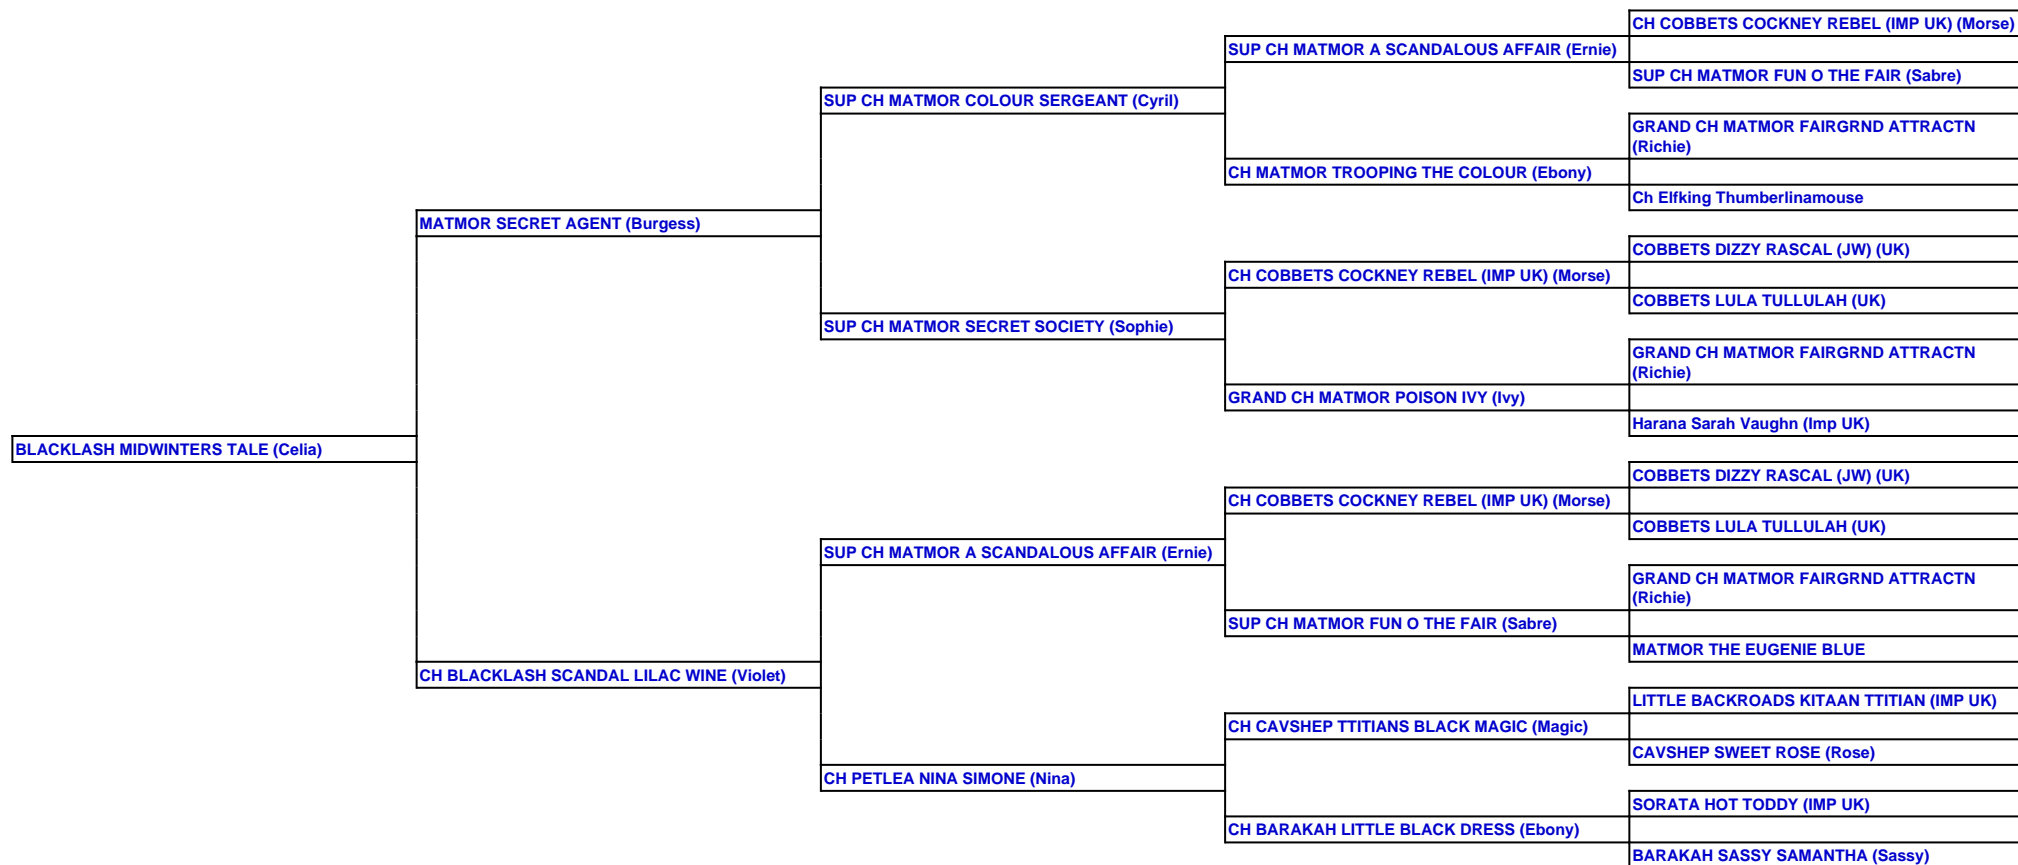 CH COBBETS COCKNEY REBEL (IMP UK) (Morse)
SUP CH MATMOR A SCANDALOUS AFFAIR (Ernie)
SUP CH MATMOR FUN O THE FAIR (Sabre)
SUP CH MATMOR COLOUR SERGEANT (Cyril)
GRAND CH MATMOR FAIRGRND ATTRACTN
(Richie)
CH MATMOR TROOPING THE COLOUR (Ebony)
Ch Elfking Thumberlinamouse
MATMOR SECRET AGENT (Burgess)
COBBETS DIZZY RASCAL (JW) (UK)
CH COBBETS COCKNEY REBEL (IMP UK) (Morse)
COBBETS LULA TULLULAH (UK)
SUP CH MATMOR SECRET SOCIETY (Sophie)
GRAND CH MATMOR FAIRGRND ATTRACTN
(Richie)
GRAND CH MATMOR POISON IVY (Ivy)
Harana Sarah Vaughn (Imp UK)
BLACKLASH MIDWINTERS TALE (Celia)
COBBETS DIZZY RASCAL (JW) (UK)
CH COBBETS COCKNEY REBEL (IMP UK) (Morse)
COBBETS LULA TULLULAH (UK)
SUP CH MATMOR A SCANDALOUS AFFAIR (Ernie)
GRAND CH MATMOR FAIRGRND ATTRACTN
(Richie)
SUP CH MATMOR FUN O THE FAIR (Sabre)
MATMOR THE EUGENIE BLUE
CH BLACKLASH SCANDAL LILAC WINE (Violet)
LITTLE BACKROADS KITAAN TTITIAN (IMP UK)
CH CAVSHEP TTITIANS BLACK MAGIC (Magic)
CAVSHEP SWEET ROSE (Rose)
CH PETLEA NINA SIMONE (Nina)
SORATA HOT TODDY (IMP UK)
CH BARAKAH LITTLE BLACK DRESS (Ebony)
BARAKAH SASSY SAMANTHA (Sassy)